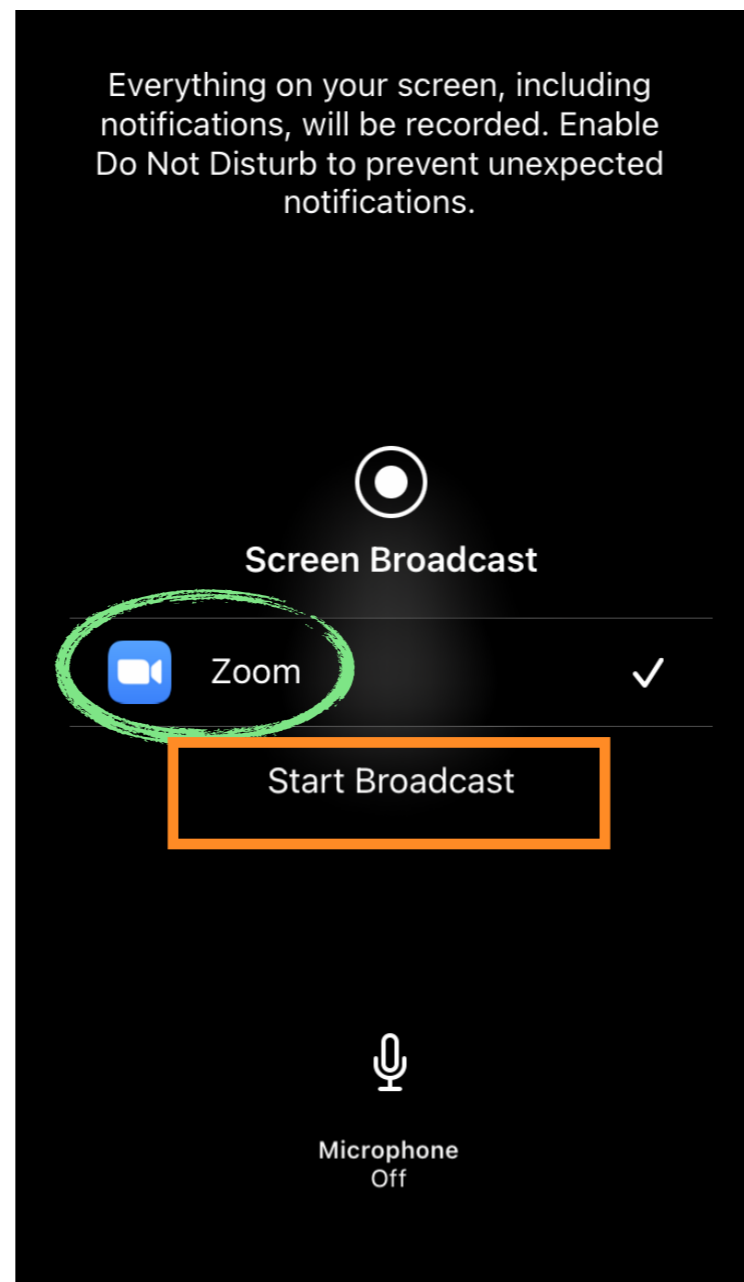 Everything on your screen, including
notifications, will be recorded. Enable
Do Not Disturb to prevent unexpected
notifications.
Screen Broadcast
Zoom
Start Broadcast
Microphone
Off